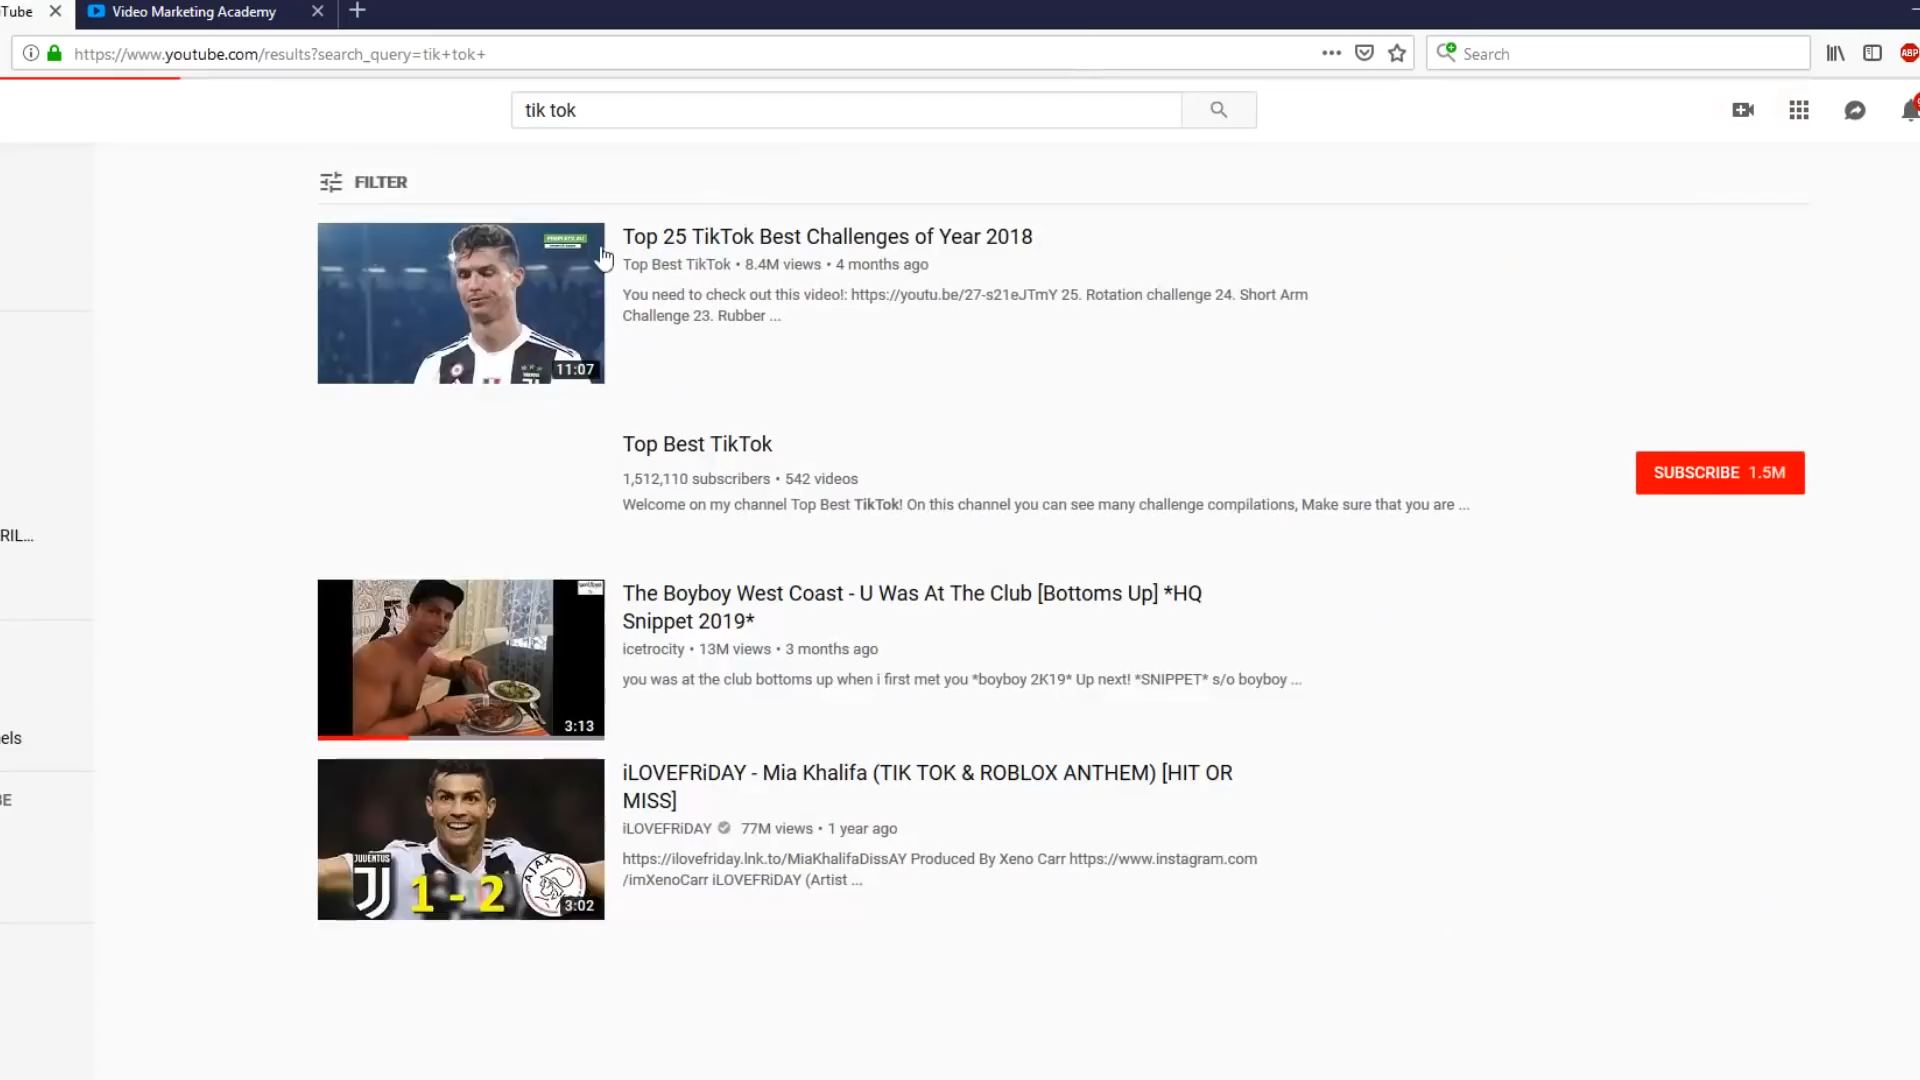 Tube
Video Marketing Academy
https://www.youtube.com/results?search_query=tik+tok+
Search
ABP
tik tok
FILTER
Top 25 TikTok Best Challenges of Year 2018
Top Best TikTok • 8.4M views • 4 months ago
You need to check out this video!: https://youtu.be/27-s21eJTmY 25. Rotation challenge 24. Short Arm
Challenge 23. Rubber ...
11:07
Top Best TikTok
1,512,110 subscribers • 542 videos
Welcome on my channel Top Best TikTok! On this channel you can see many challenge compilations, Make sure that you are ...
SUBSCRIBE 1.5M
RIL...
The Boyboy West Coast - U Was At The Club [Bottoms Up] *HQ
Snippet 2019*
icetrocity • 13M views • 3 months ago
you was at the club bottoms up when i first met you *boyboy 2K19* Up next! *SNIPPET* s/o boyboy ...
3:13
els
BE
iLOVEFRiDAY - Mia Khalifa (TIK TOK & ROBLOX ANTHEM) [HIT OR
MISS]
iLOVEFRiDAY 77M views • 1 year ago
https://ilovefriday.lnk.to/MiaKhalifaDissAY Produced By Xeno Carr https://www.instagram.com
/imXenoCarr iLOVEFRiDAY (Artist ...
JUVENTUS
AJAX
1 - 2
3:02